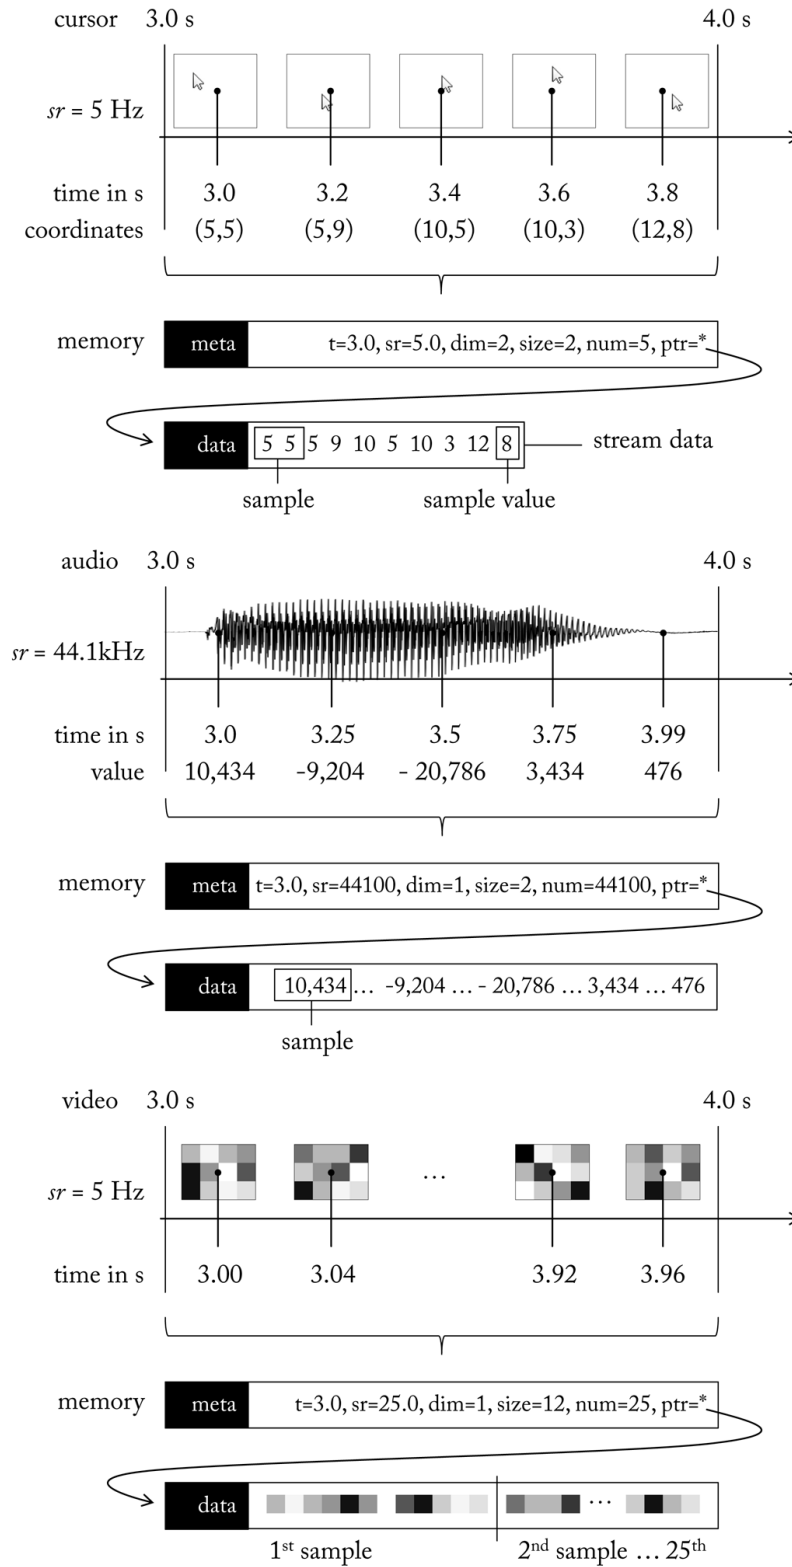 cursor 3.0 s 4.0 s
sr = 5 Hz
time in s 3.0 3.2 3.4 3.6 3.8
coordinates (5,5) (5,9) (10,5) (10,3) (12,8)
memory meta t=3.0, sr=5.0, dim=2, size=2, num=5, ptr=*
data 5 5 5 9 10 5 10 3 12 8 stream data
sample sample value
audio 3.0 s 4.0 s
sr = 44.1kHz
time in s 3.0 3.25 3.5 3.75 3.99
value 10,434 -9,204 - 20,786 3,434 476
memory meta t=3.0, sr=44100, dim=1, size=2, num=44100, ptr=*
data 10,434 … -9,204 … - 20,786 … 3,434 … 476
sample
video 3.0 s 4.0 s
…
sr = 5 Hz
time in s 3.00 3.04 3.92 3.96
memory meta t=3.0, sr=25.0, dim=1, size=12, num=25, ptr=*
data …
1st sample 2nd sample … 25th